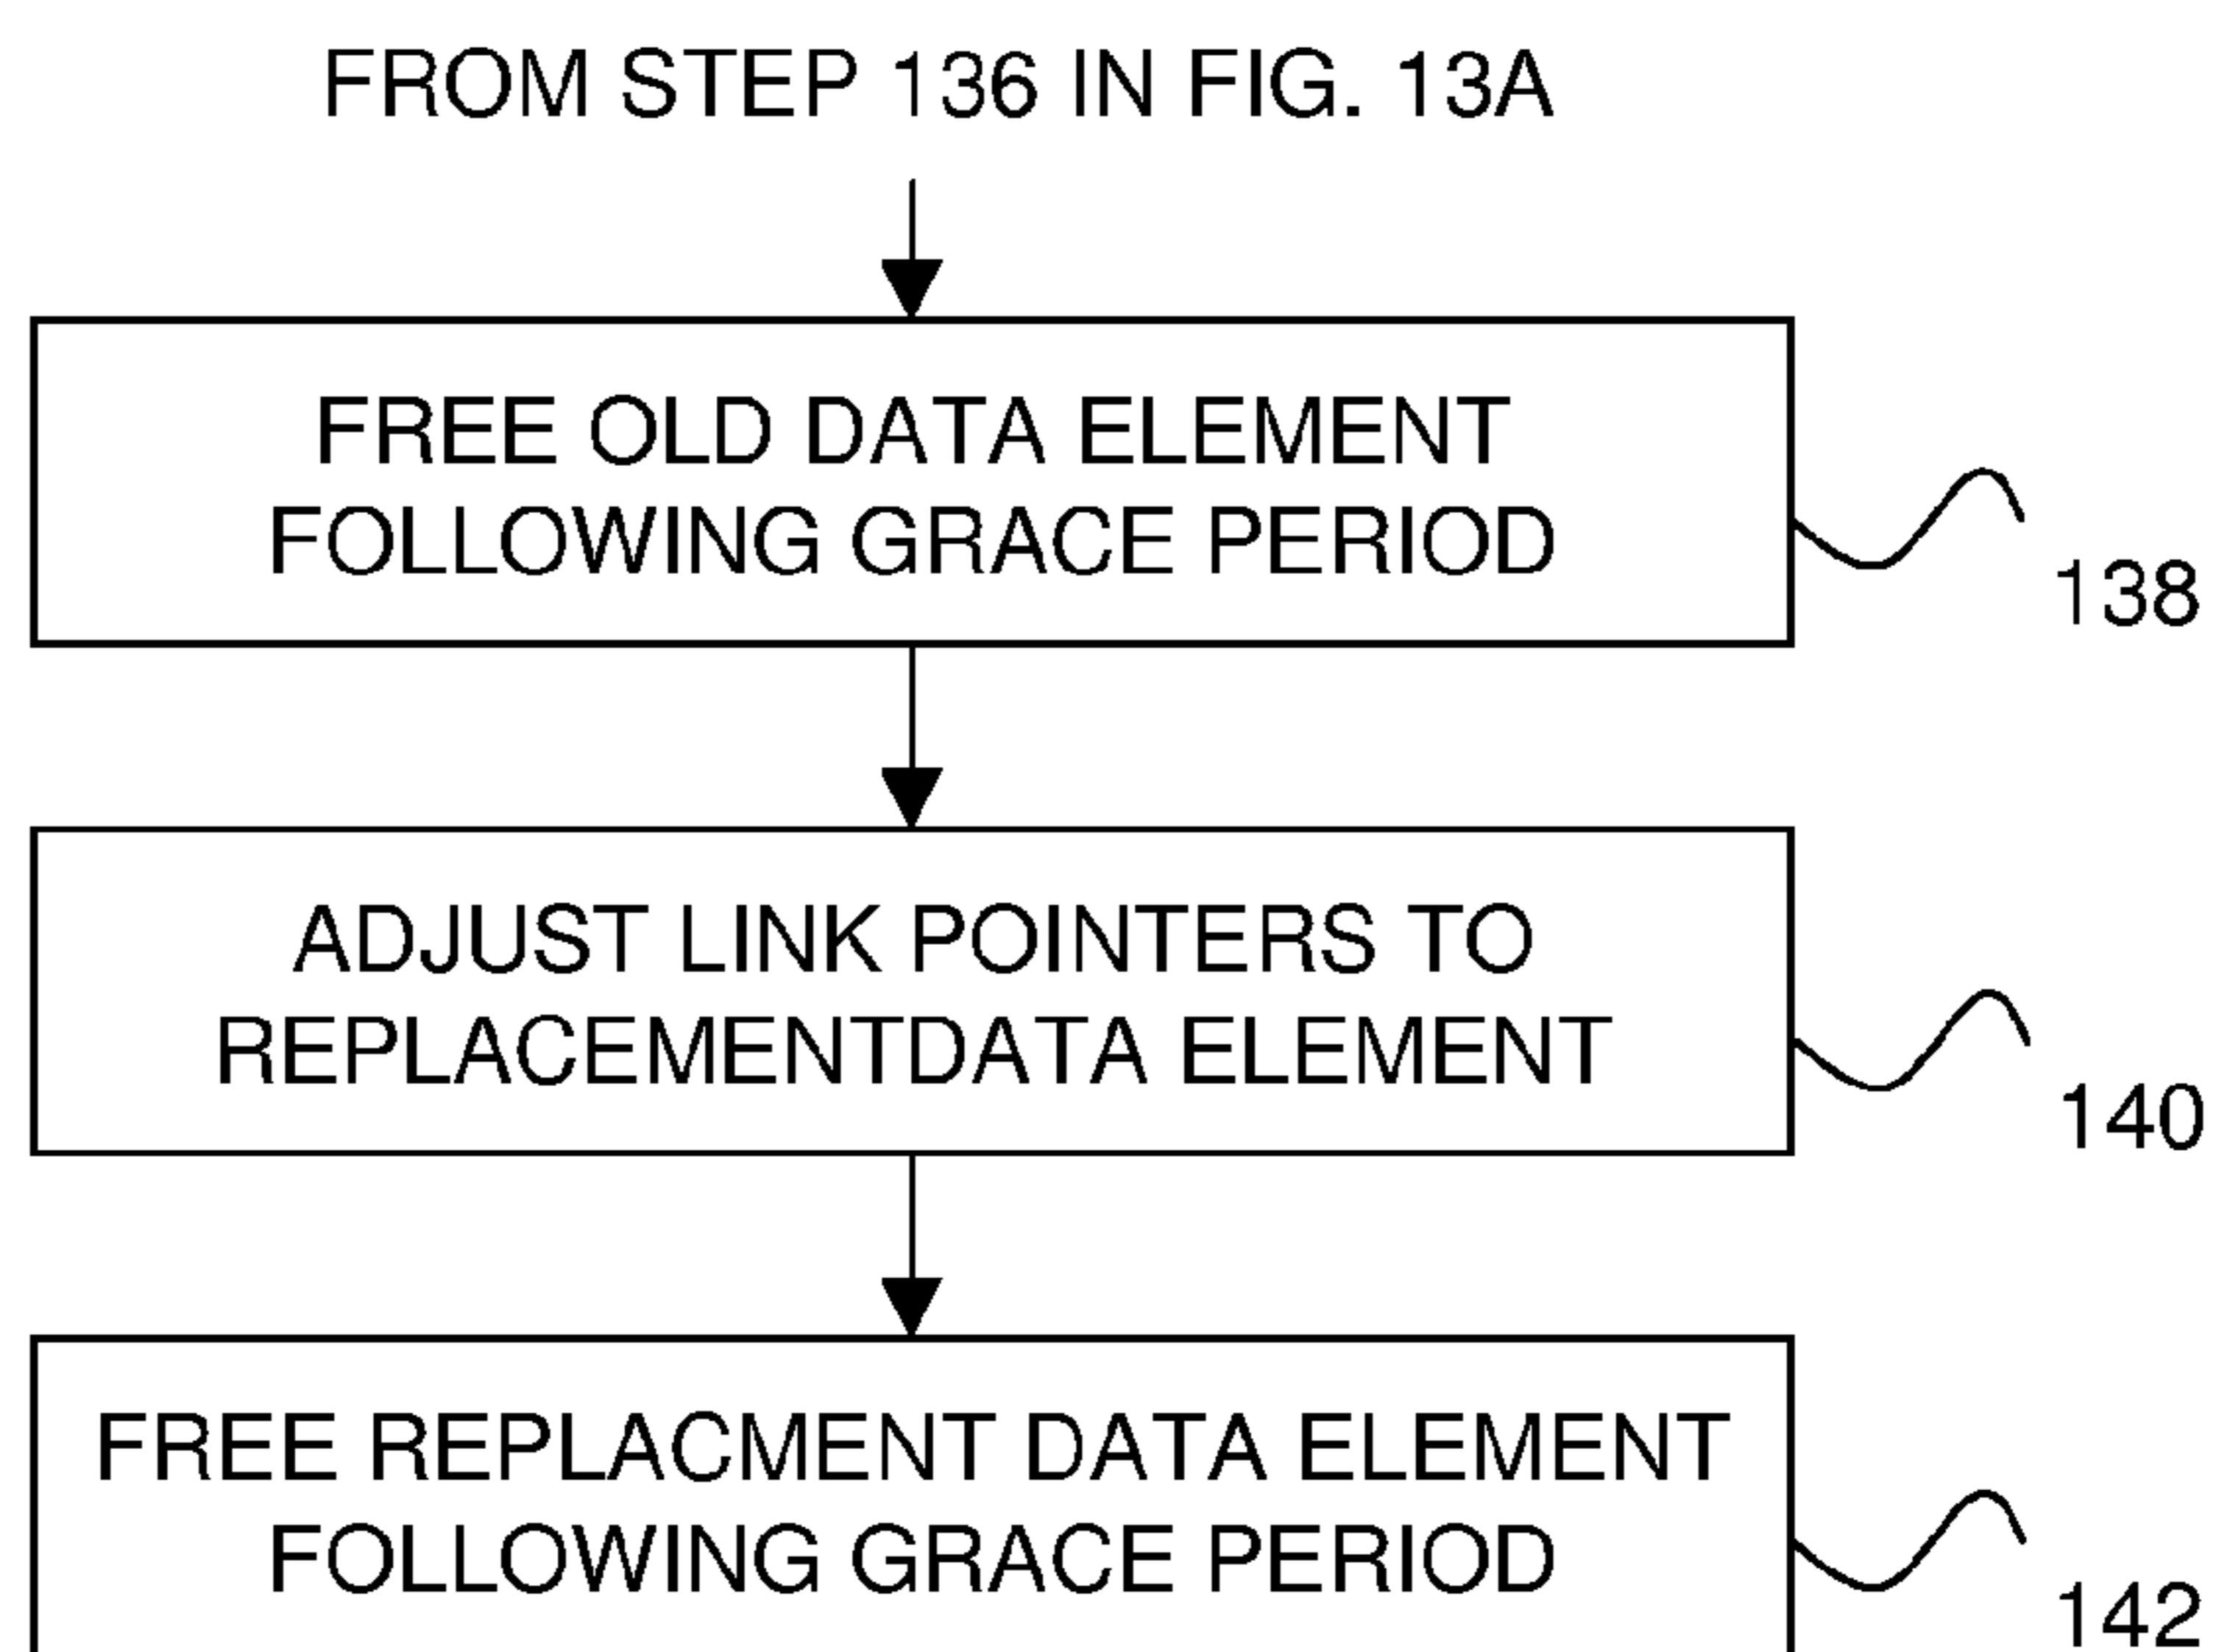 FROM STEP 136 IN FIG. 13A
FREE OLD DATA ELEMENT
FOLLOWING GRACE PERIOD
138
ADJUST LINK POINTERS TO
REPLACEMENTDATA ELEMENT
140
FREE REPLACMENT DATA ELEMENT
FOLLOWING GRACE PERIOD
142